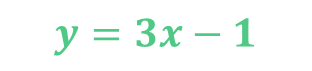 y = 3x − 1